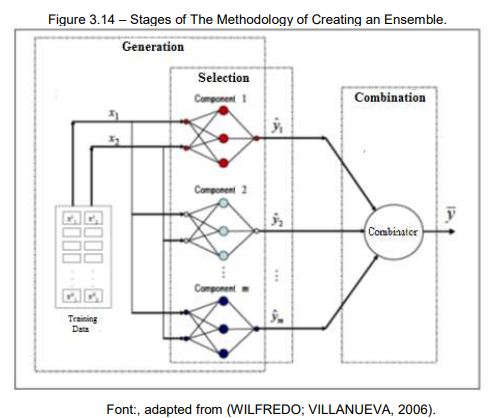 Figure 3.14 – Stages of The Methodology of Creating an Ensemble.
Generation
Selection
Combination
Component 1
x1
ŷ1
x2
Component 2
ŷ2
ȳ
Combinator
Component m
ŷm
Training
Data
Font:, adapted from (WILFREDO; VILLANUEVA, 2006).